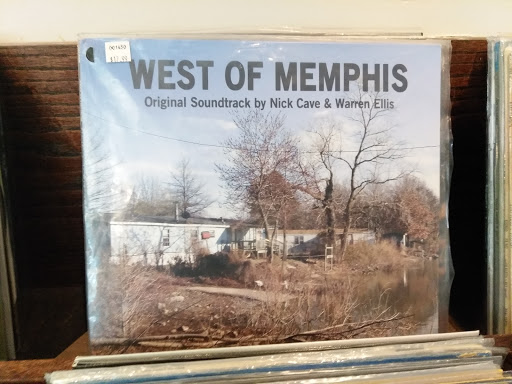 WEST OF MEMPHIS
Original Soundtrack by Nick Cave & Warren Ellis